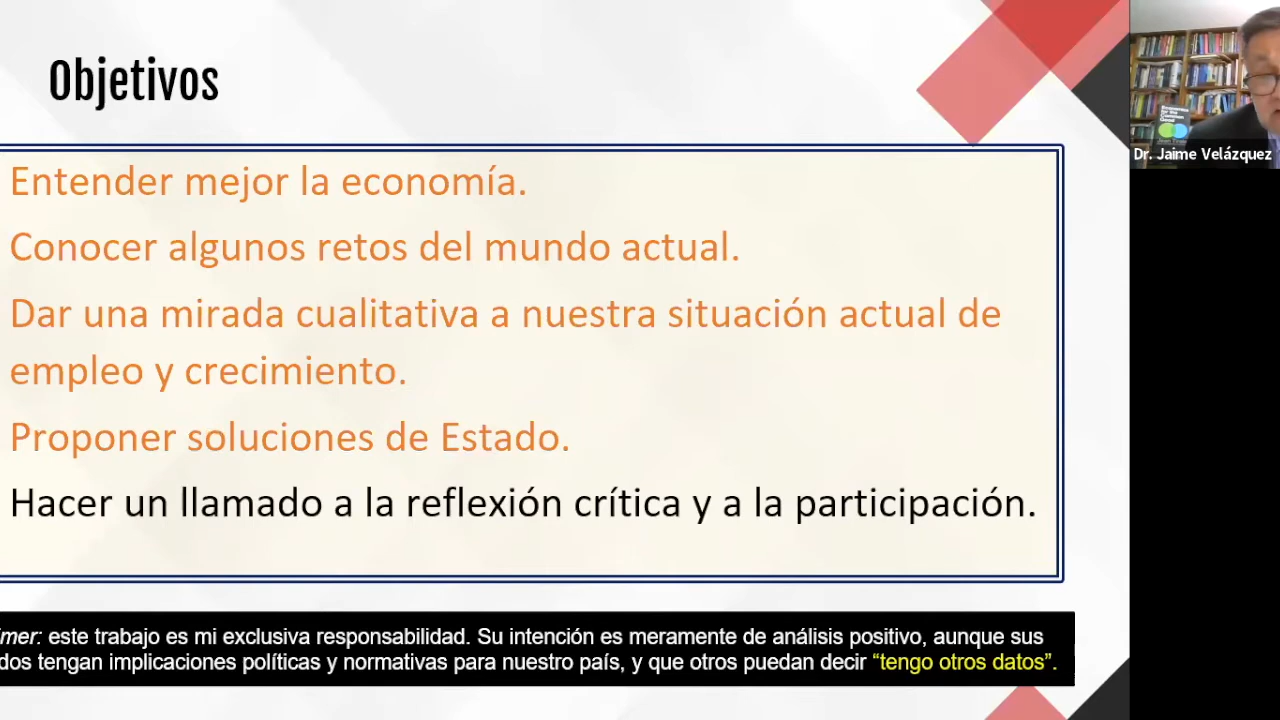 Objetivos
Entender mejor la economía.
Conocer algunos retos del mundo actual.
Dar una mirada cualitativa a nuestra situación actual de
empleo y crecimiento.
Proponer soluciones de Estado.
Hacer un llamado a la reflexión crítica y a la participación.
imer: este trabajo es mi exclusiva responsabilidad. Su intención es meramente de análisis positivo, aunque sus
dos tengan implicaciones políticas y normativas para nuestro país, y que otros puedan decir “tengo otros datos”.
Dr. Jaime Velázquez